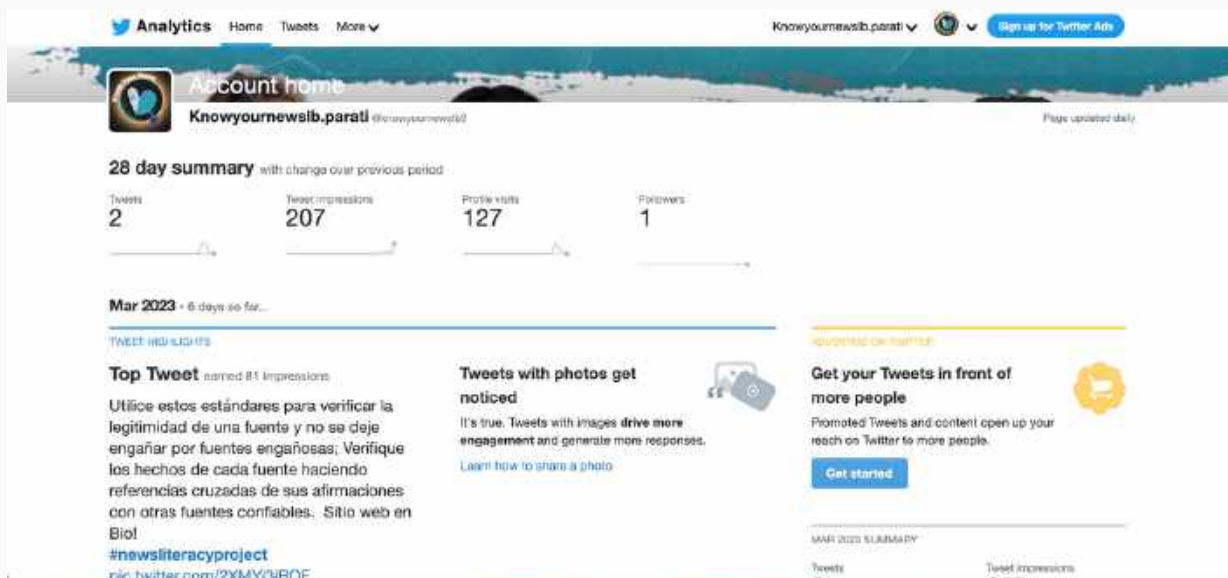 Analytics Home Tweets More
Knowyournewslb.parati
Sign up for Twitter Ads
Account home
Knowyournewslb.parati
Page updated daily
28 day summary with change over previous period
Tweets
2
Tweet impressions
207
Profile visits
127
Followers
1
Mar 2023 • 6 days so far...
TWEET HIGHLIGHTS
Top Tweet earned 81 impressions
Utilice estos estándares para verificar la
legitimidad de una fuente y no se deje
engañar por fuentes engañosas; Verifique
los hechos de cada fuente haciendo
referencias cruzadas de sus afirmaciones
con otras fuentes confiables. Sitio web en
Bio!
#newsliteracyproject
Tweets with photos get
noticed
It's true. Tweets with images drive more
engagement and generate more responses.
Learn how to share a photo
ADVERTISE ON TWITTER
Get your Tweets in front of
more people
Promoted Tweets and content open up your
reach on Twitter to more people.
Get started
MAR 2023 SUMMARY
Tweets
Tweet impressions